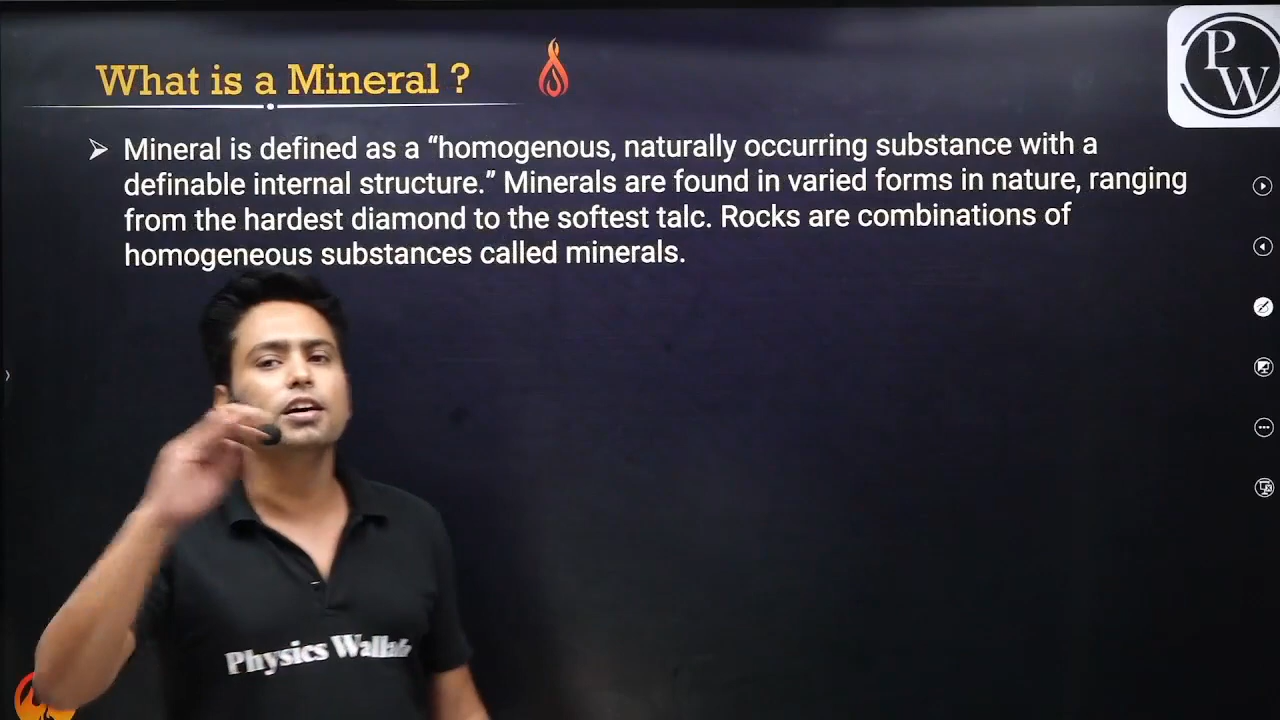 What is a Mineral ?
➢ Mineral is defined as a “homogenous, naturally occurring substance with a
definable internal structure.” Minerals are found in varied forms in nature, ranging
from the hardest diamond to the softest talc. Rocks are combinations of
homogeneous substances called minerals.
PW
Physics Wallah